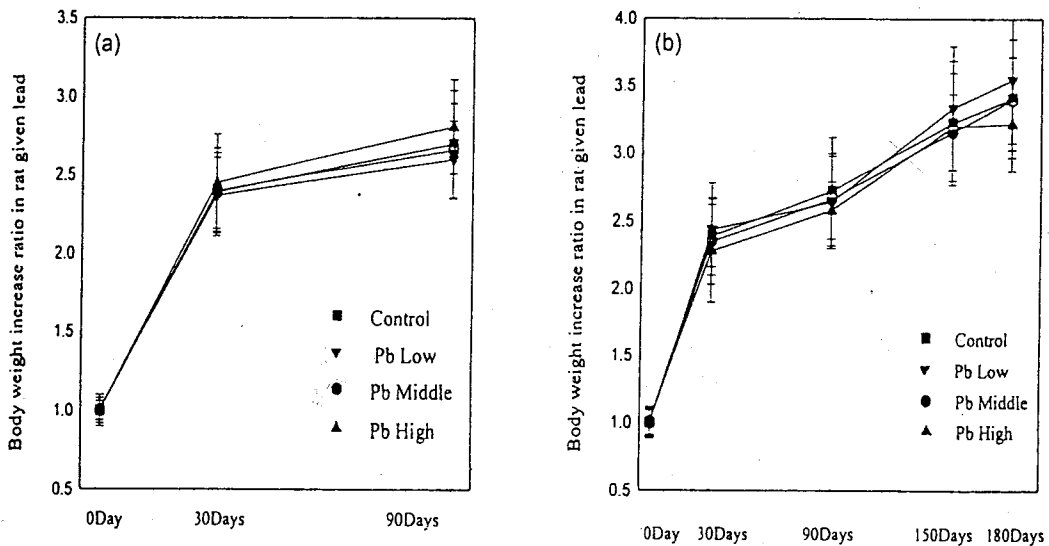 (a)
Body weight increase ratio in rat given lead
3.5
3.0
2.5
2.0
1.5
1.0
0.5
Control
Pb Low
Pb Middle
Pb High
0Day 30Days 90Days
(b)
Body weight increase ratio in rat given lead
4.0
3.5
3.0
2.5
2.0
1.5
1.0
0.5
Control
Pb Low
Pb Middle
Pb High
0Day 30Days 90Days 150Days 180Days